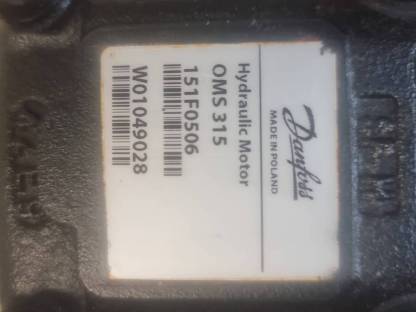 Danfoss
MADE IN POLAND
Hydraulic Motor
OMS 315
151F0506
W01049028